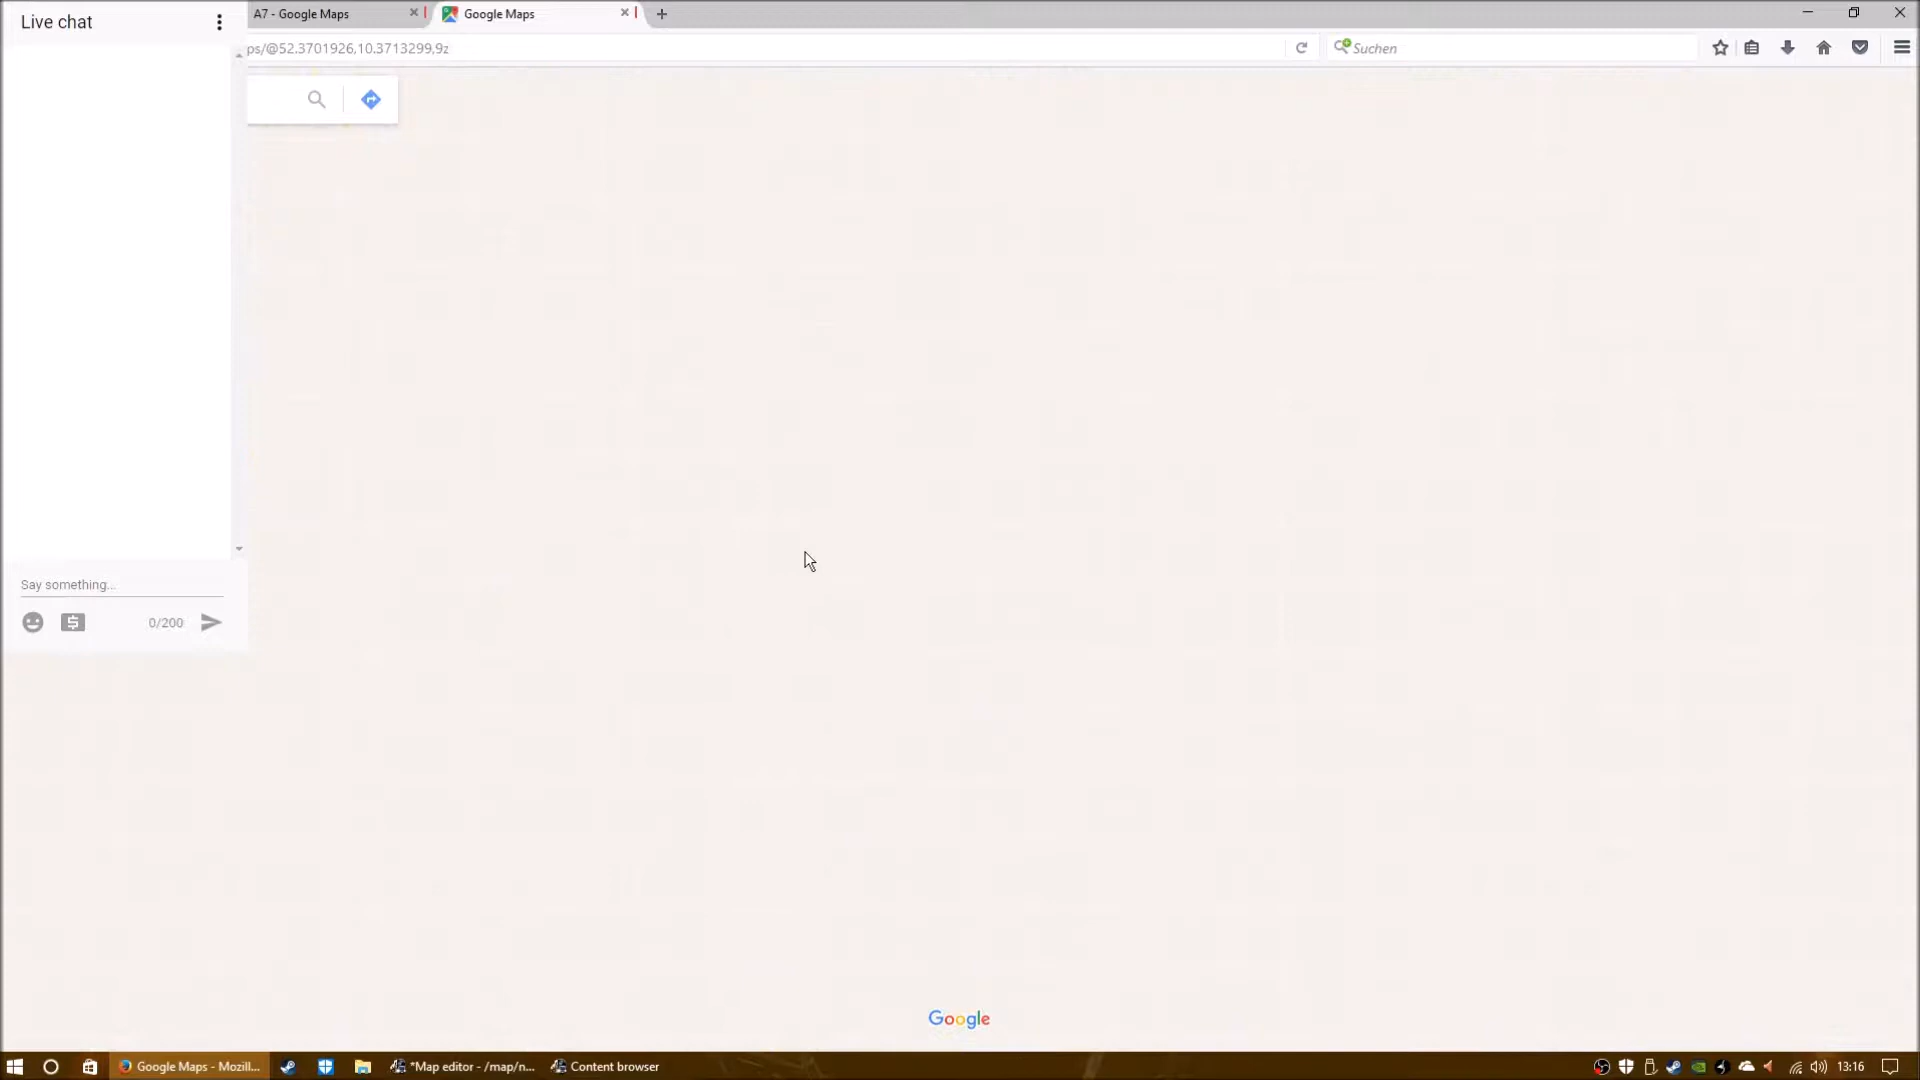 Live chat
A7 - Google Maps
Google Maps
ps/@52.3701926,10.3713299,9z
Suchen
Say something...
0/200
Google
Google Maps - Mozill...
*Map editor - /map/n...
Content browser
13:16